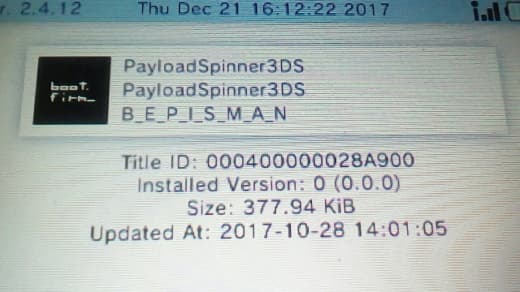 r. 2.4.12 Thu Dec 21 16:12:22 2017
boot.
firm_
PayloadSpinner3DS
PayloadSpinner3DS
B_E_P_I_S_M_A_N
Title ID: 000400000028A900
Installed Version: 0 (0.0.0)
Size: 377.94 KiB
Updated At: 2017-10-28 14:01:05